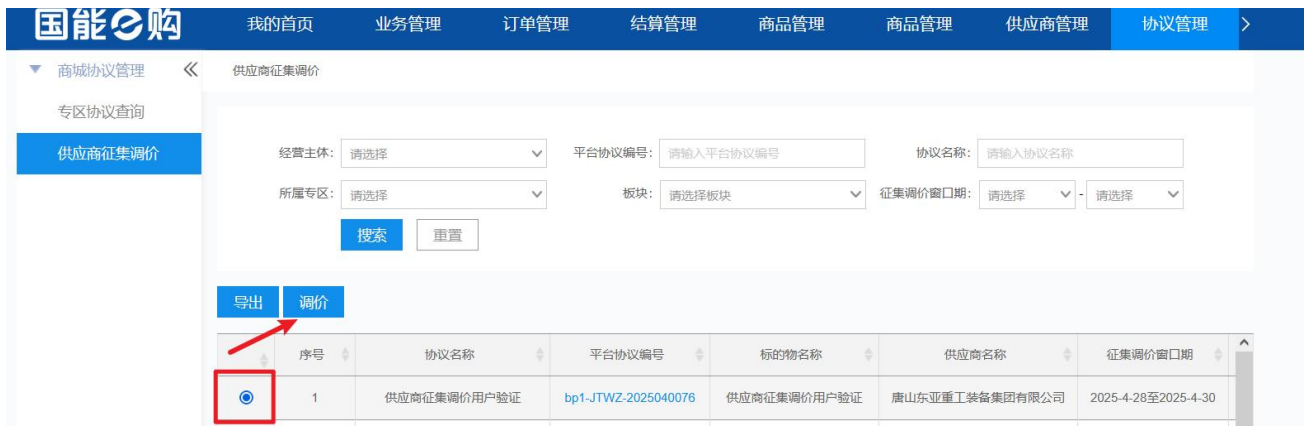 国能e购 我的首页 业务管理 订单管理 结算管理 商品管理 商品管理 供应商管理 协议管理
商城协议管理 供应商征集调价
专区协议查询
供应商征集调价
经营主体: 请选择 平台协议编号: 请输入平台协议编号 协议名称: 请输入协议名称
所属专区: 请选择 板块: 请选择板块 征集调价窗口期: 请选择 - 请选择
搜索 重置
导出 调价
序号 协议名称 平台协议编号 标的物名称 供应商名称 征集调价窗口期
1 供应商征集调价用户验证 bp1-JTWZ-2025040076 供应商征集调价用户验证 唐山东亚重工装备集团有限公司 2025-4-28至2025-4-30